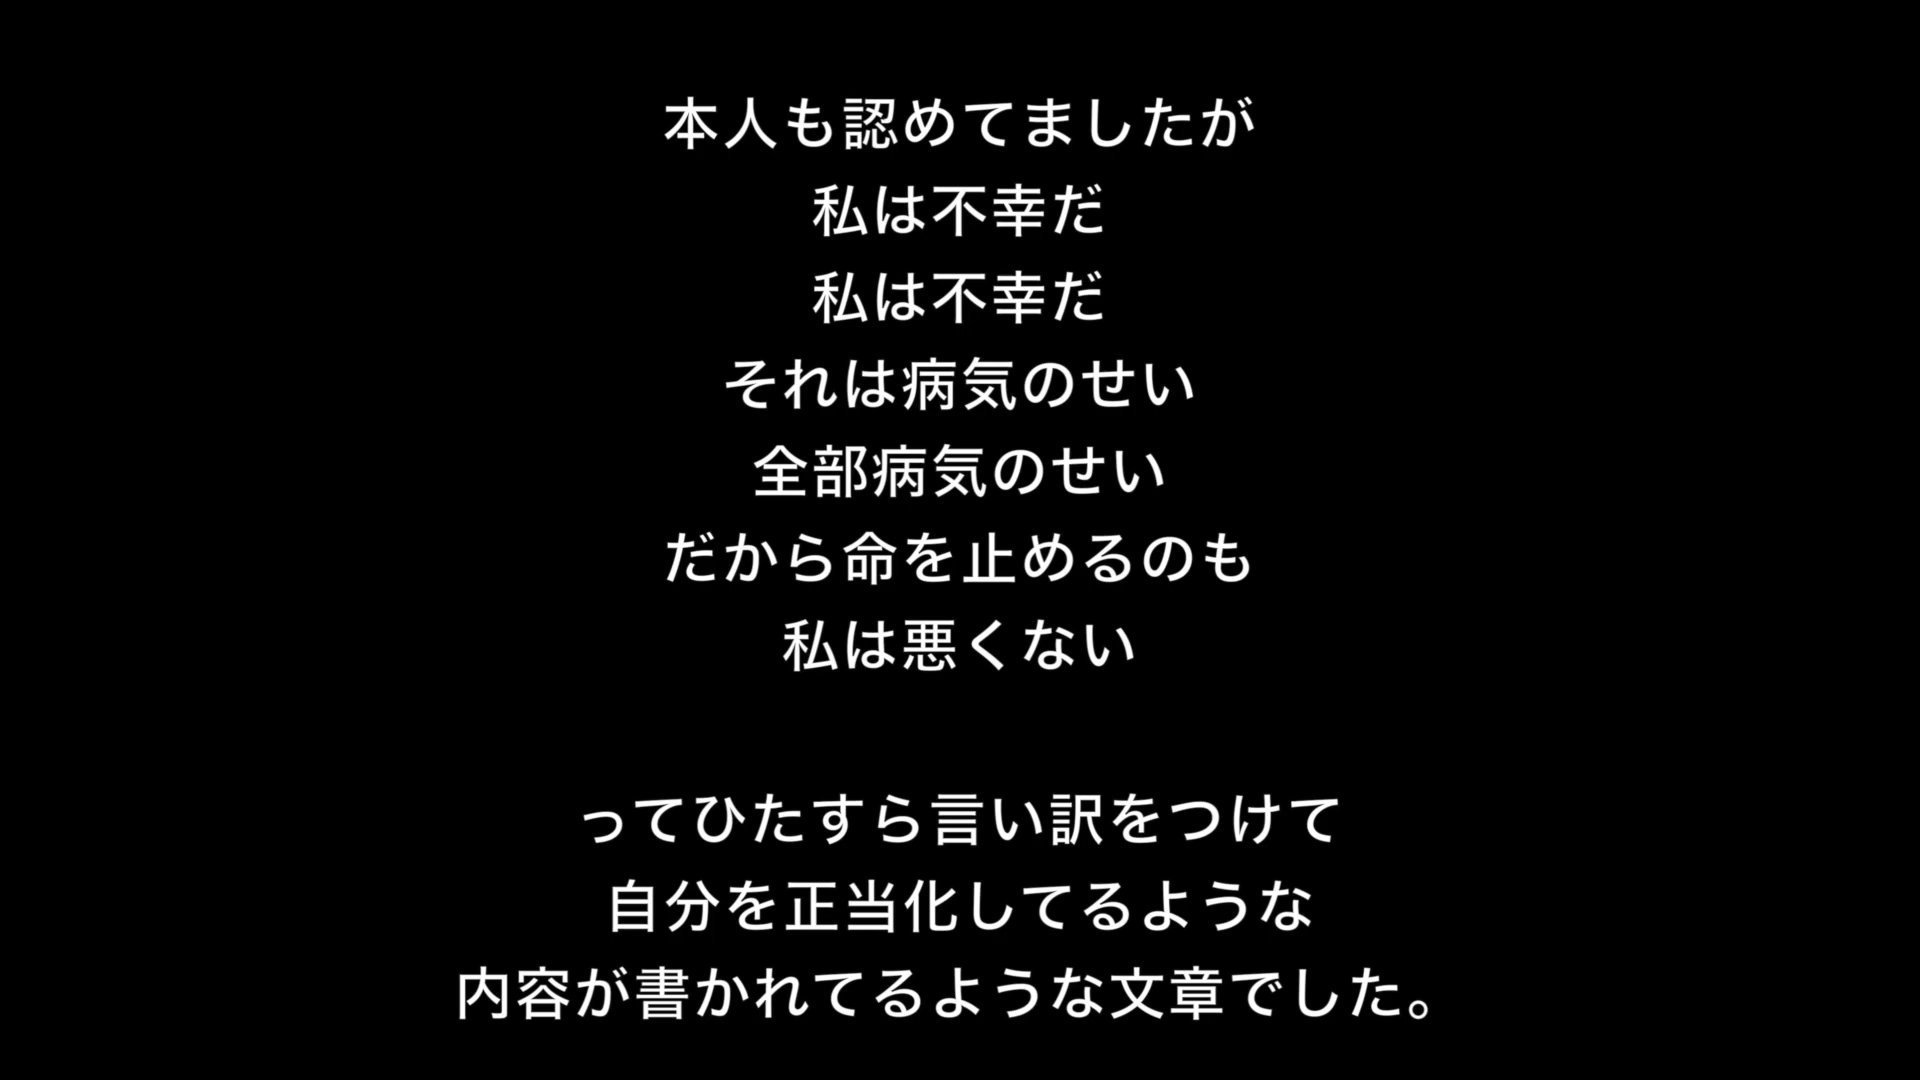 本人も認めてましたが
私は不幸だ
私は不幸だ
それは病気のせい
全部病気のせい
だから命を止めるのも
私は悪くない
ってひたすら言い訳をつけて
自分を正当化してるような
内容が書かれてるような文章でした。